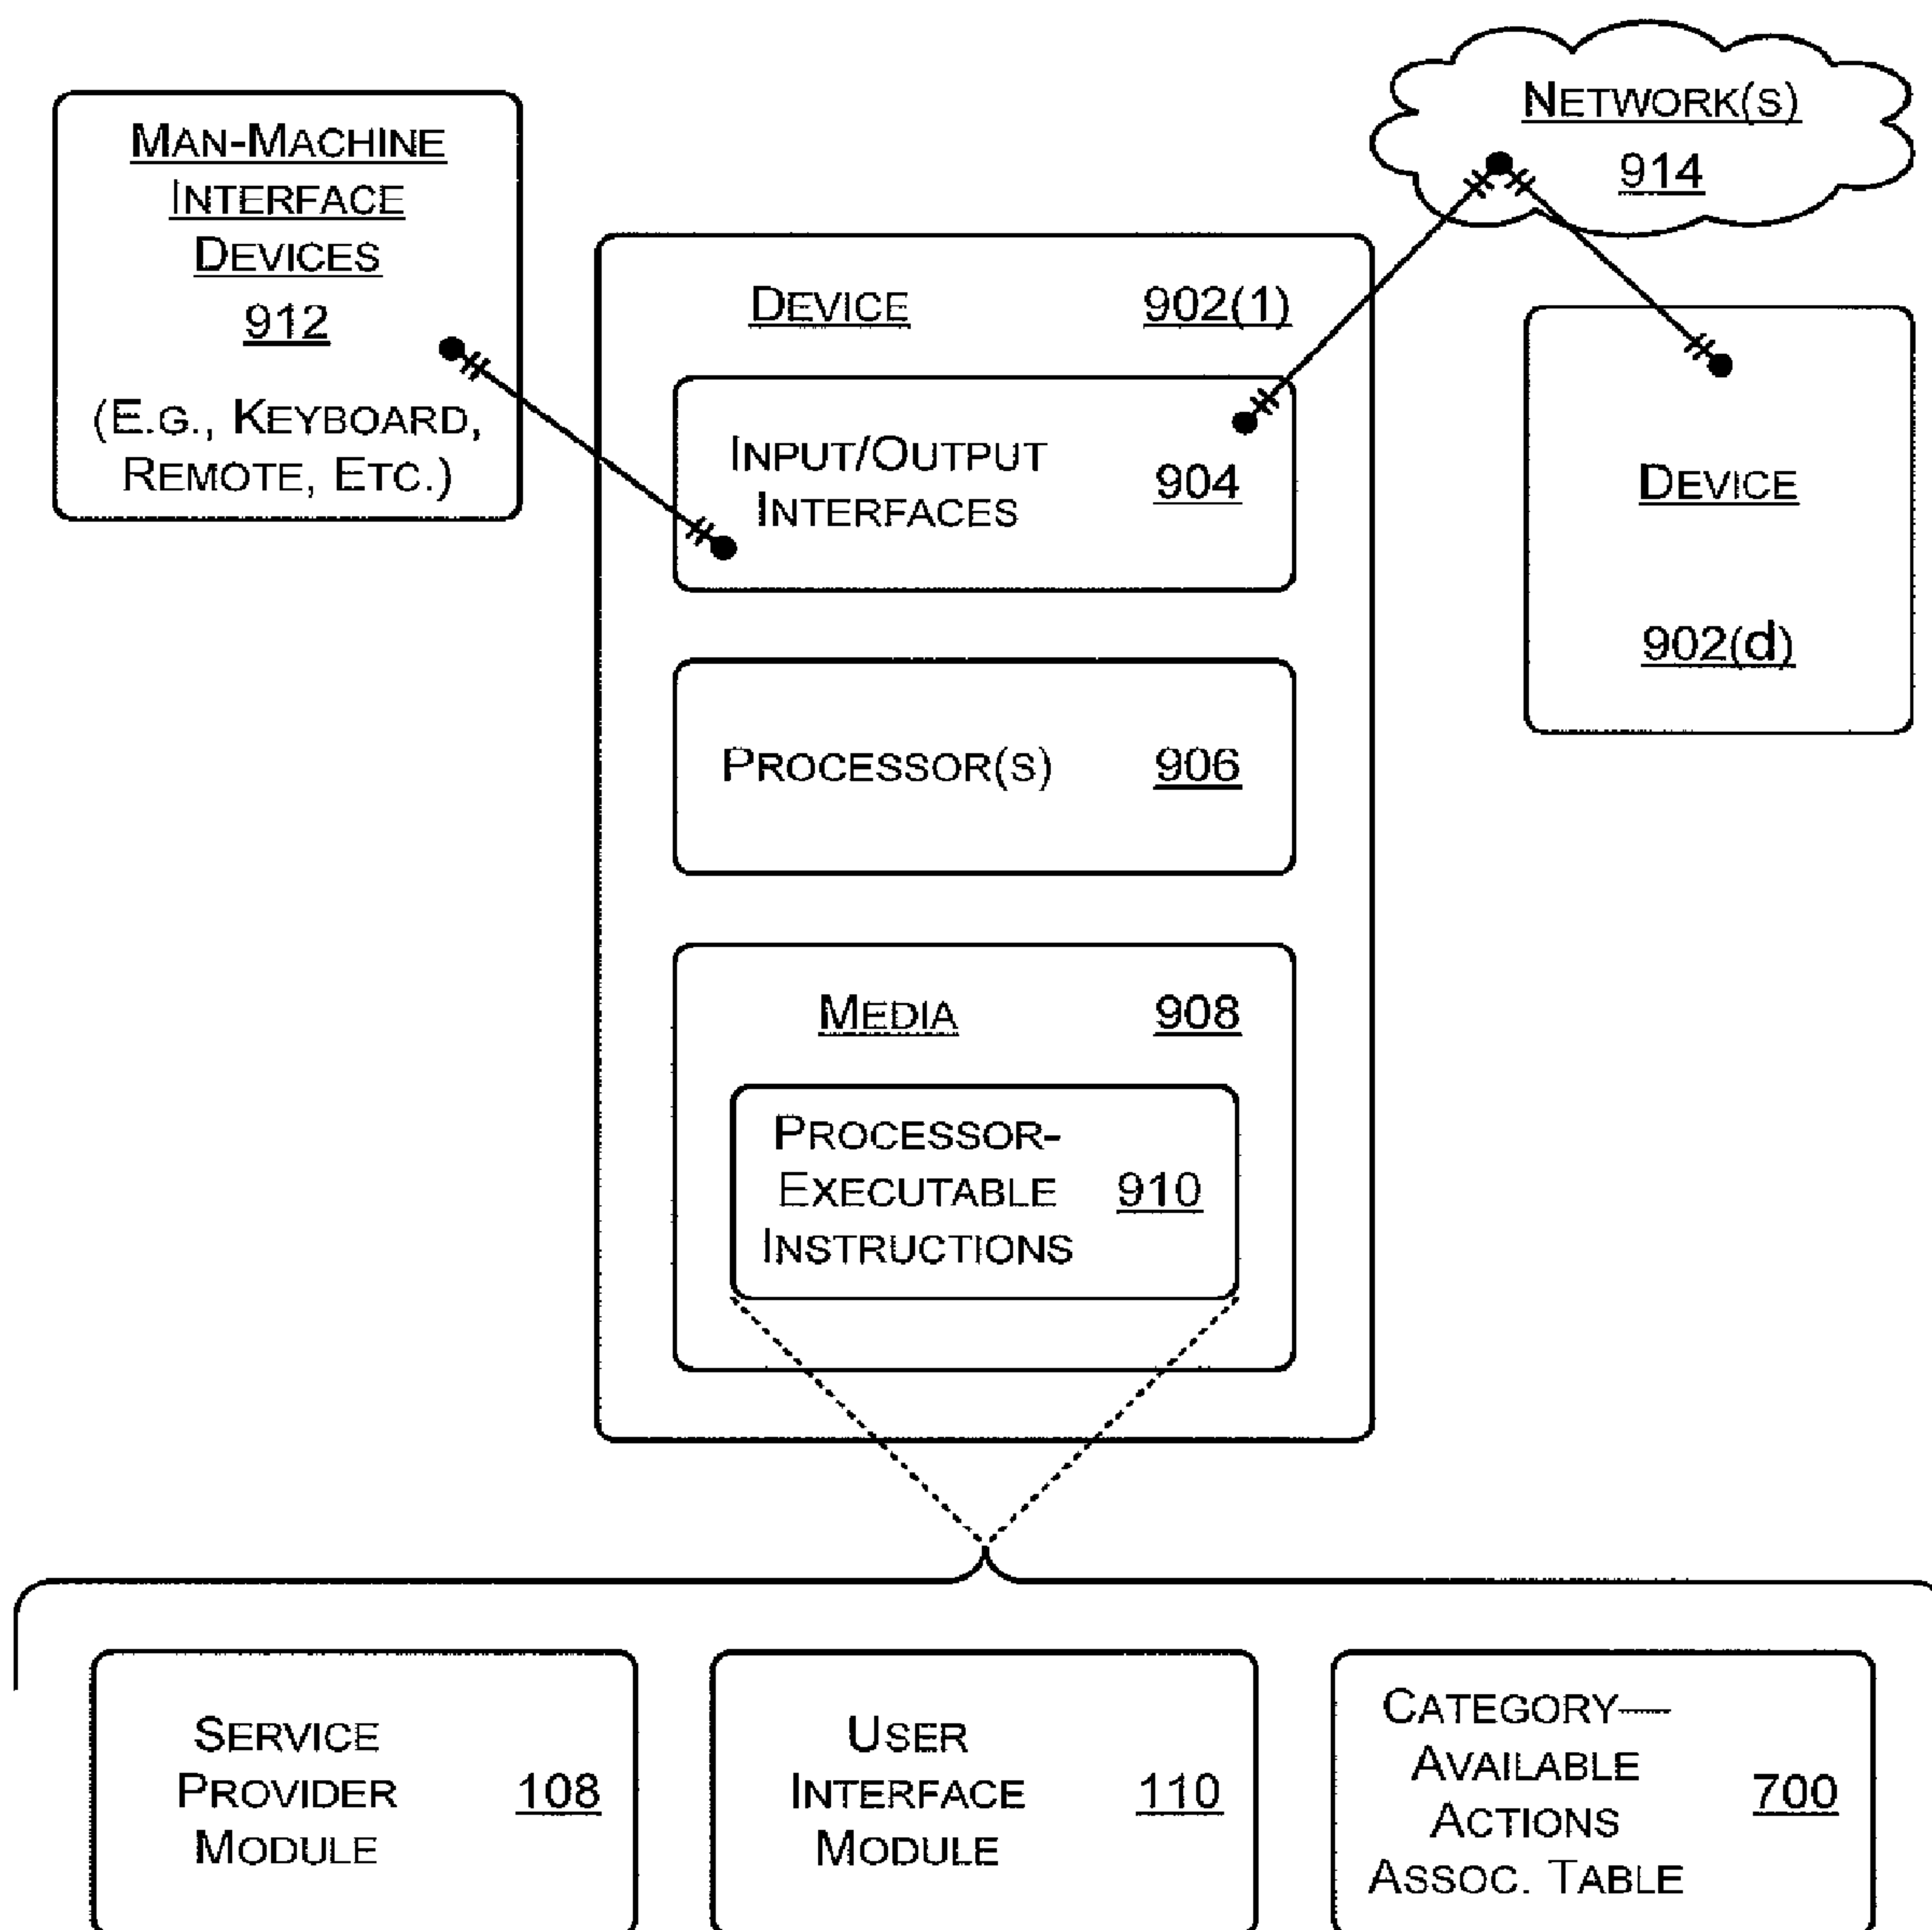 MAN-MACHINE
INTERFACE
DEVICES
912
(E.G., KEYBOARD,
REMOTE, ETC.)
NETWORK(S)
914
DEVICE 902(1)
INPUT/OUTPUT
INTERFACES
904
DEVICE
902(d)
PROCESSOR(S) 906
MEDIA 908
PROCESSOR-
EXECUTABLE
INSTRUCTIONS
910
SERVICE
PROVIDER
MODULE
108
USER
INTERFACE
MODULE
110
CATEGORY—
AVAILABLE
ACTIONS
ASSOC. TABLE
700